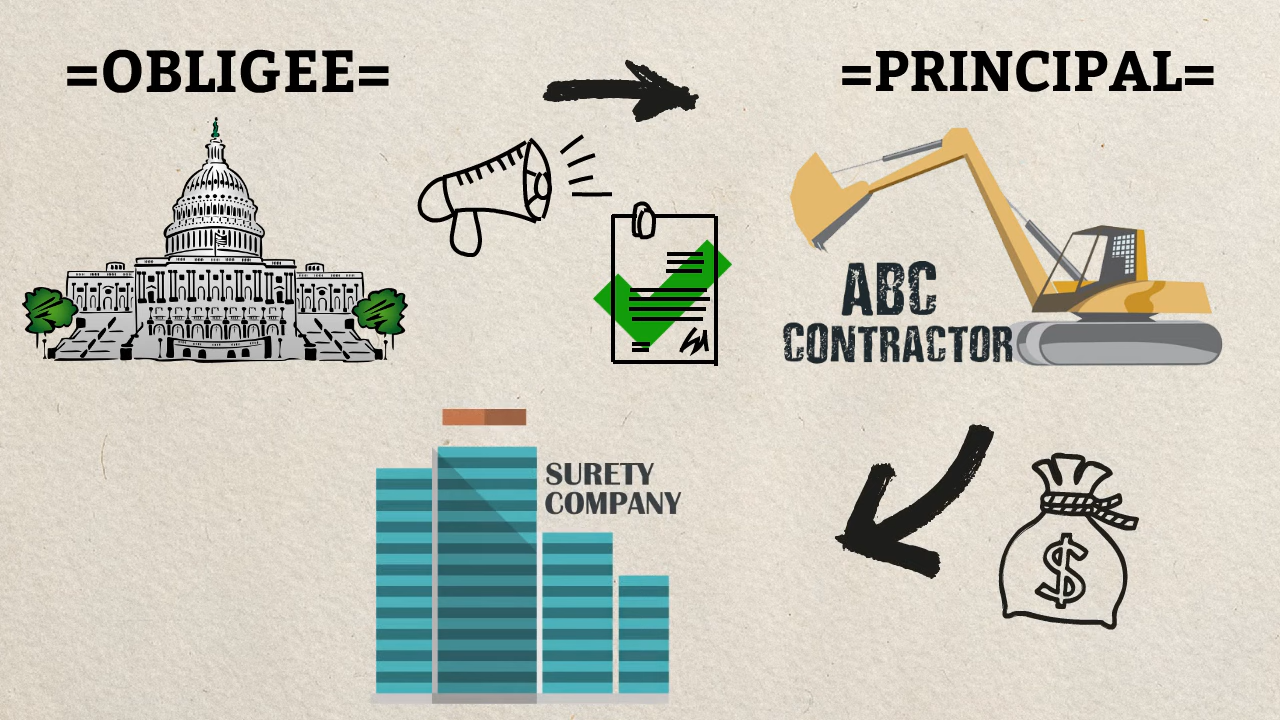 =OBLIGEE=
=PRINCIPAL=
ABC
CONTRACTOR
SURETY
COMPANY
$